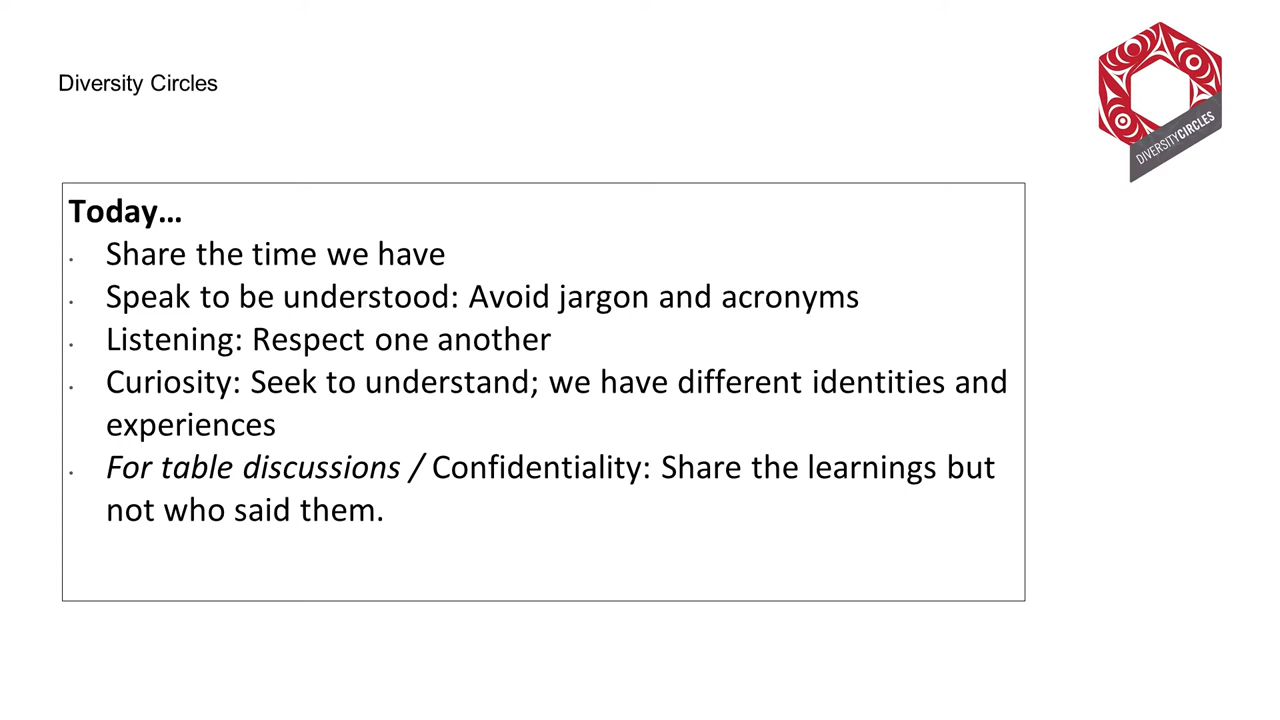 Diversity Circles
DIVERSITYCIRCLES
Today…
• Share the time we have
• Speak to be understood: Avoid jargon and acronyms
• Listening: Respect one another
• Curiosity: Seek to understand; we have different identities and
experiences
• For table discussions / Confidentiality: Share the learnings but
not who said them.